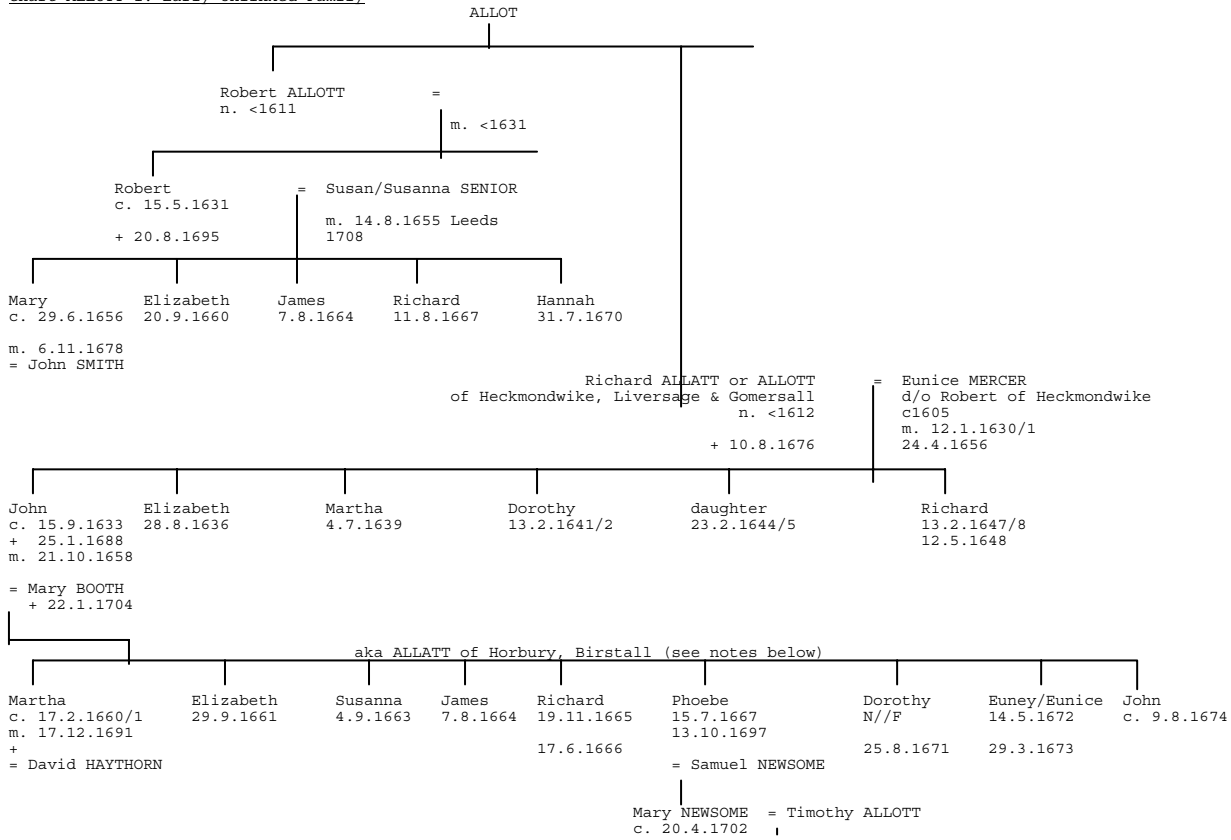 ALLOT
Robert ALLOTT =
n. <1611
m. <1631
Robert = Susan/Susanna SENIOR
c. 15.5.1631
m. 14.8.1655 Leeds
+ 20.8.1695 1708
Mary Elizabeth James Richard Hannah
c. 29.6.1656 20.9.1660 7.8.1664 11.8.1667 31.7.1670
m. 6.11.1678
= John SMITH
Richard ALLATT or ALLOTT = Eunice MERCER
of Heckmondwike, Liversage & Gomersall d/o Robert of Heckmondwike
n. <1612 c1605
m. 12.1.1630/1
+ 10.8.1676 24.4.1656
John Elizabeth Martha Dorothy daughter Richard
c. 15.9.1633 28.8.1636 4.7.1639 13.2.1641/2 23.2.1644/5 13.2.1647/8
+ 25.1.1688 12.5.1648
m. 21.10.1658
= Mary BOOTH
+ 22.1.1704
aka ALLATT of Horbury, Birstall (see notes below)
Martha Elizabeth Susanna James Richard Phoebe Dorothy Euney/Eunice John
c. 17.2.1660/1 29.9.1661 4.9.1663 7.8.1664 19.11.1665 15.7.1667 N//F 14.5.1672 c. 9.8.1674
m. 17.12.1691 13.10.1697
+ 17.6.1666 25.8.1671 29.3.1673
= David HAYTHORN = Samuel NEWSOME
Mary NEWSOME = Timothy ALLOTT
c. 20.4.1702